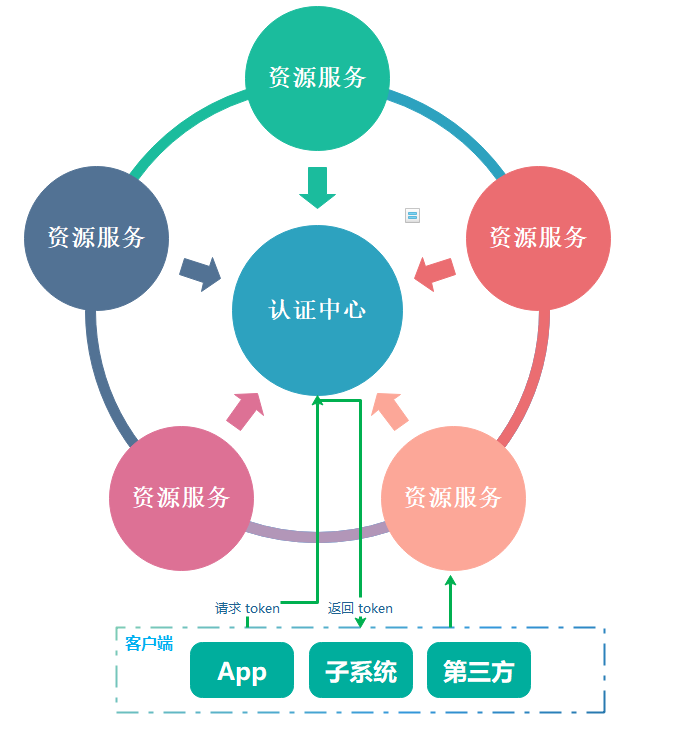 资源服务
资源服务
资源服务
认证中心
资源服务
资源服务
请求 token
返回 token
客户端
App
子系统
第三方